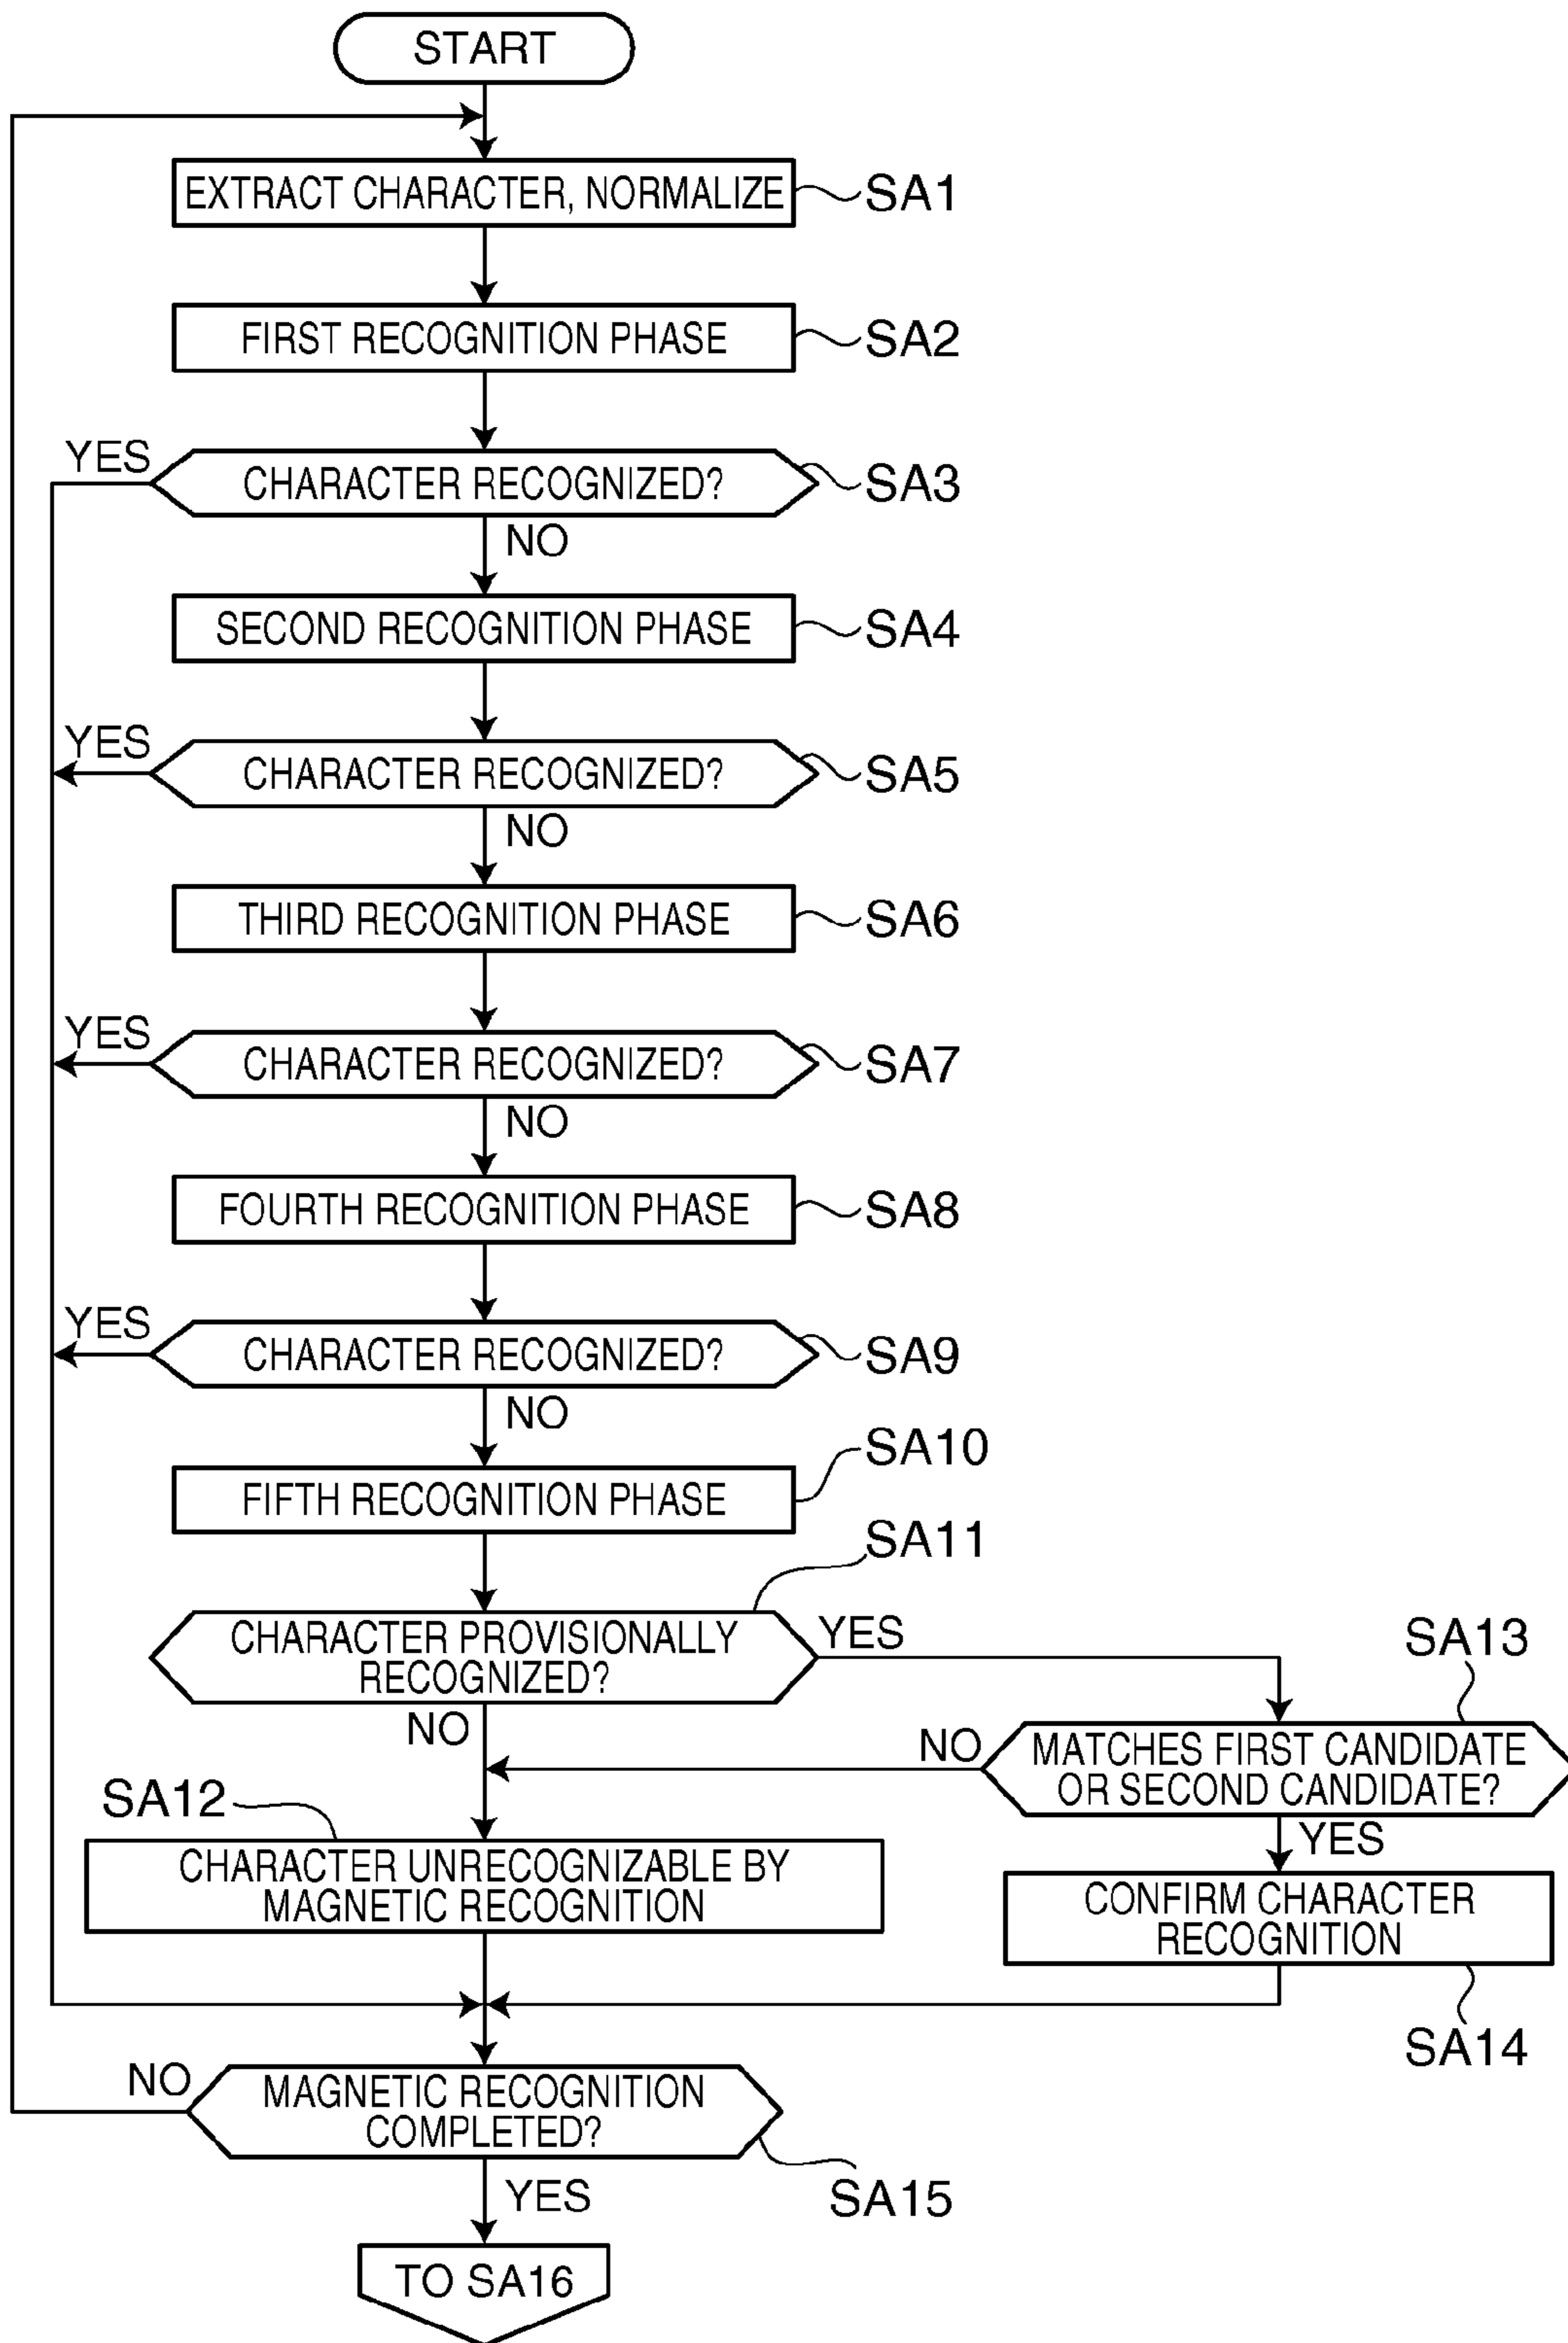 START
EXTRACT CHARACTER, NORMALIZE
SA1
FIRST RECOGNITION PHASE
SA2
YES
CHARACTER RECOGNIZED?
SA3
NO
SECOND RECOGNITION PHASE
SA4
YES
CHARACTER RECOGNIZED?
SA5
NO
THIRD RECOGNITION PHASE
SA6
YES
CHARACTER RECOGNIZED?
SA7
NO
FOURTH RECOGNITION PHASE
SA8
YES
CHARACTER RECOGNIZED?
SA9
NO
SA10
FIFTH RECOGNITION PHASE
SA11
CHARACTER PROVISIONALLY
RECOGNIZED?
YES
SA13
NO
NO
MATCHES FIRST CANDIDATE
OR SECOND CANDIDATE?
SA12
YES
CHARACTER UNRECOGNIZABLE BY
MAGNETIC RECOGNITION
CONFIRM CHARACTER
RECOGNITION
SA14
NO
MAGNETIC RECOGNITION
COMPLETED?
YES
SA15
TO SA16